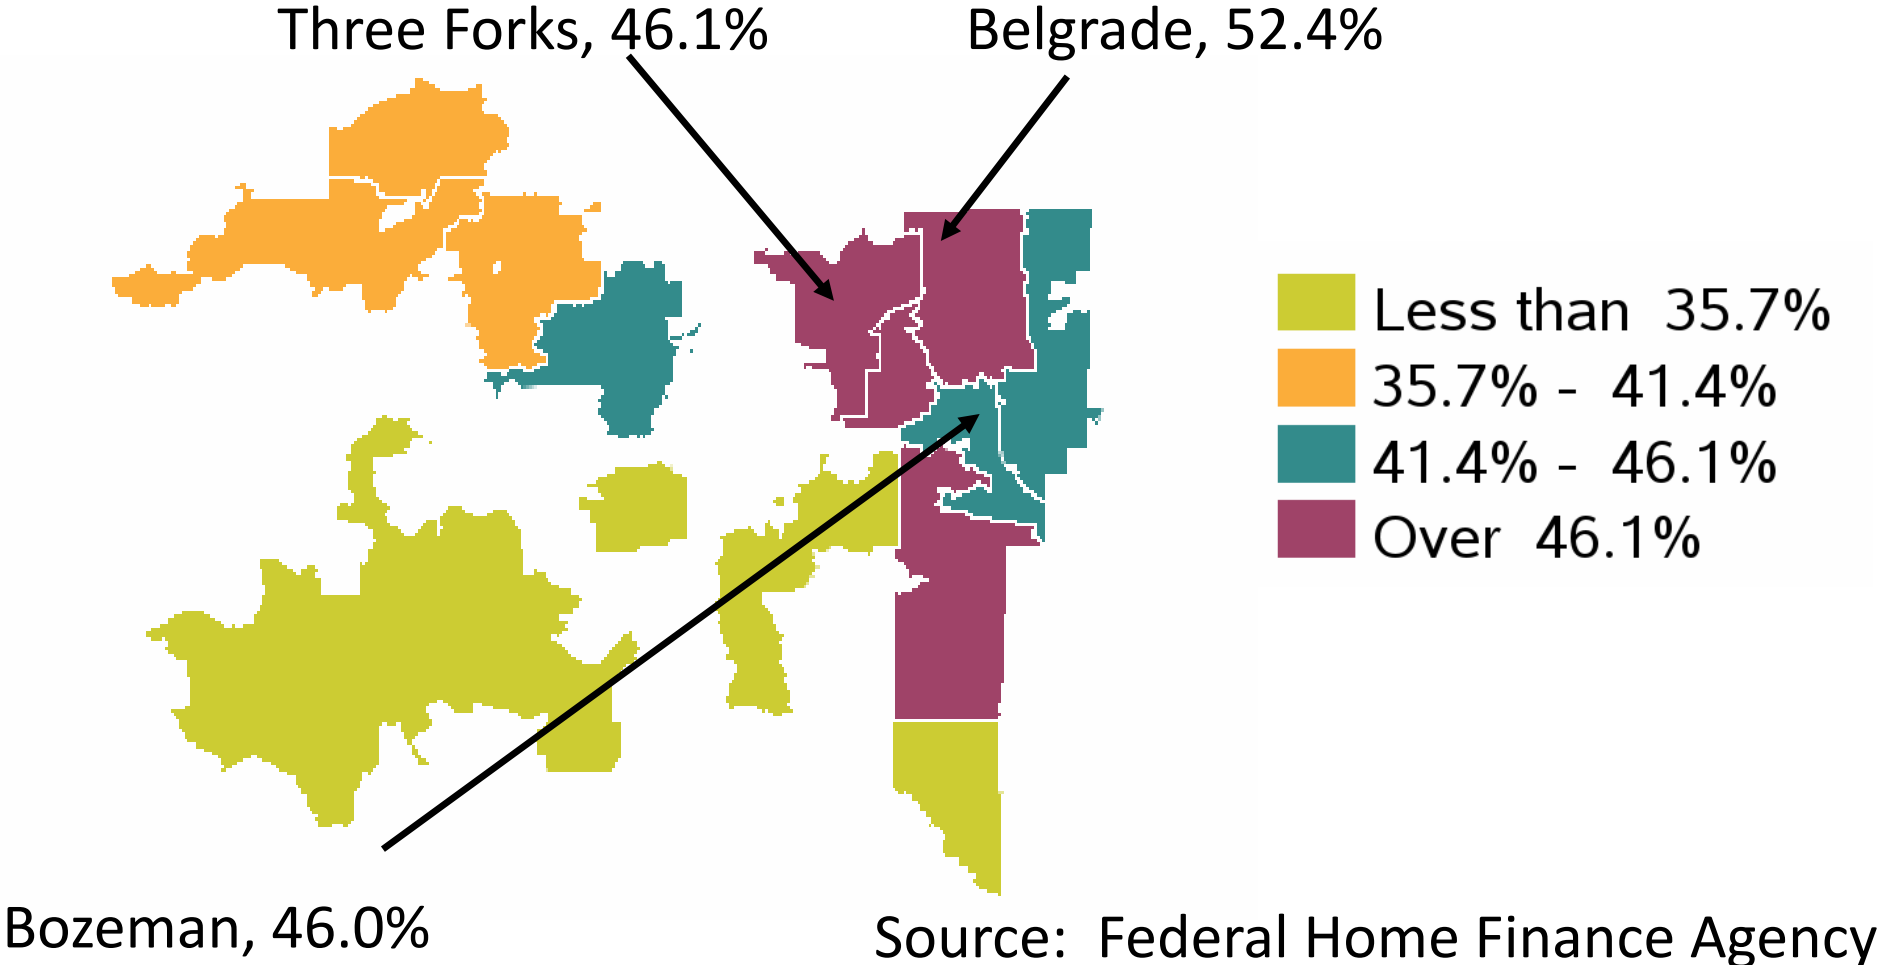 Three Forks, 46.1%
Belgrade, 52.4%
Less than  35.7%
35.7% -  41.4%
41.4% -  46.1%
Over  46.1%
Bozeman, 46.0%
Source:  Federal Home Finance Agency